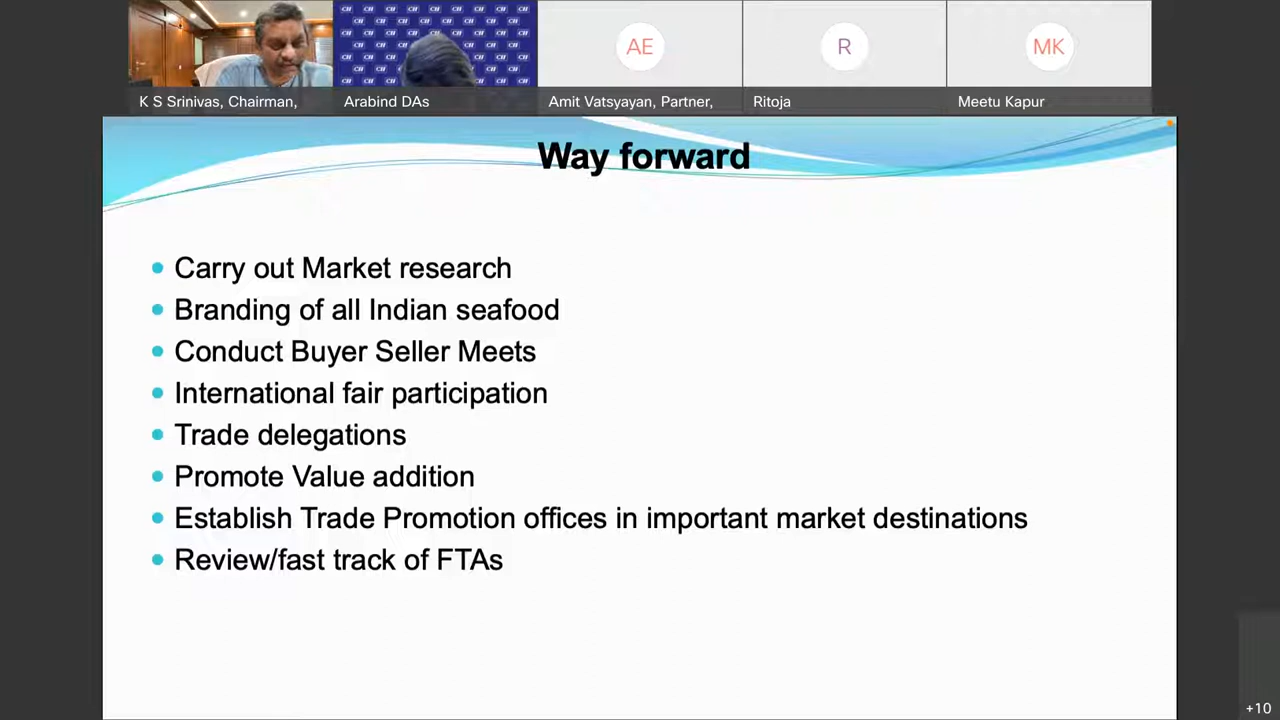 K S Srinivas, Chairman,
Arabind DAs
AE
Amit Vatsyayan, Partner,
R
Ritoja
MK
Meetu Kapur
Way forward
Carry out Market research
Branding of all Indian seafood
Conduct Buyer Seller Meets
International fair participation
Trade delegations
Promote Value addition
Establish Trade Promotion offices in important market destinations
Review/fast track of FTAs
+10